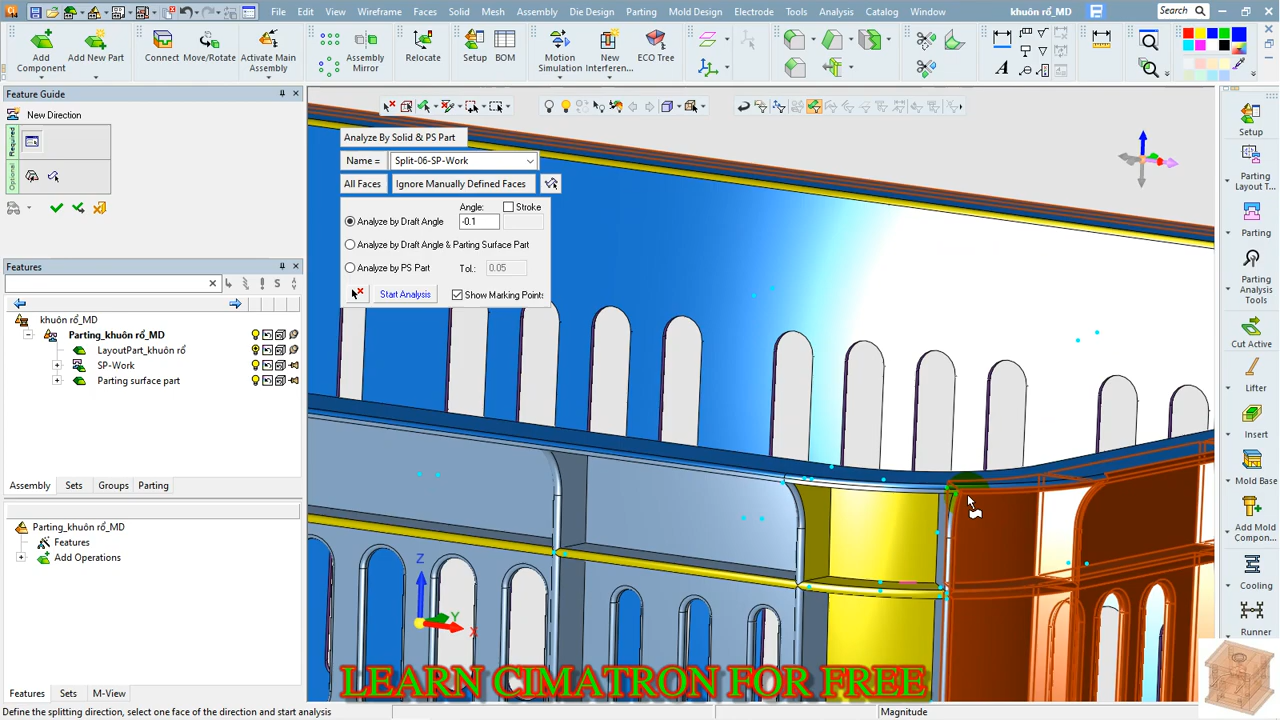 File Edit View Wireframe Faces Solid Mesh Assembly Die Design Parting Mold Design Electrode Tools Analysis Catalog Window khuôn rổ_MD Search
Add Component Add New Part Connect Move/Rotate Activate Main Assembly Assembly Mirror Relocate Setup BOM Motion Simulation New Interferen... ECO Tree
Feature Guide
New Direction
Required
Optional
Features
khuôn rổ_MD
Parting_khuôn rổ_MD
LayoutPart_khuôn rổ
SP-Work
Parting surface part
Assembly Sets Groups Parting
Parting_khuôn rổ_MD
Features
Add Operations
Features Sets M-View
Define the splitting direction, select one face of the direction and start analysis
Magnitude
Analyze By Solid & PS Part
Name = Split-06-SP-Work
All Faces Ignore Manually Defined Faces
Angle: Stroke
Analyze by Draft Angle -0.1
Analyze by Draft Angle & Parting Surface Part
Analyze by PS Part Tol.: 0.05
Start Analysis Show Marking Points
Z
Y
X
LEARN CIMATRON FOR FREE
Setup
Parting
Layout T...
Parting
Parting
Analysis
Tools
Cut Active
Lifter
Insert
Mold Base
Add Mold
Compon...
Cooling
Runner